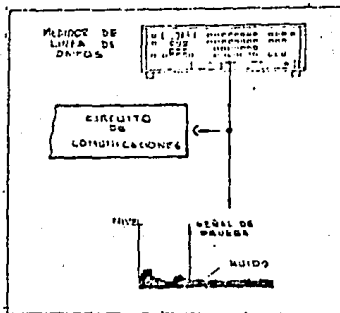 MEDIDOR DE
LINEA DE
DATOS
CIRCUITO
DE
COMUNICACIONES
NIVEL
SEÑAL DE
PRUEBA
RUIDO